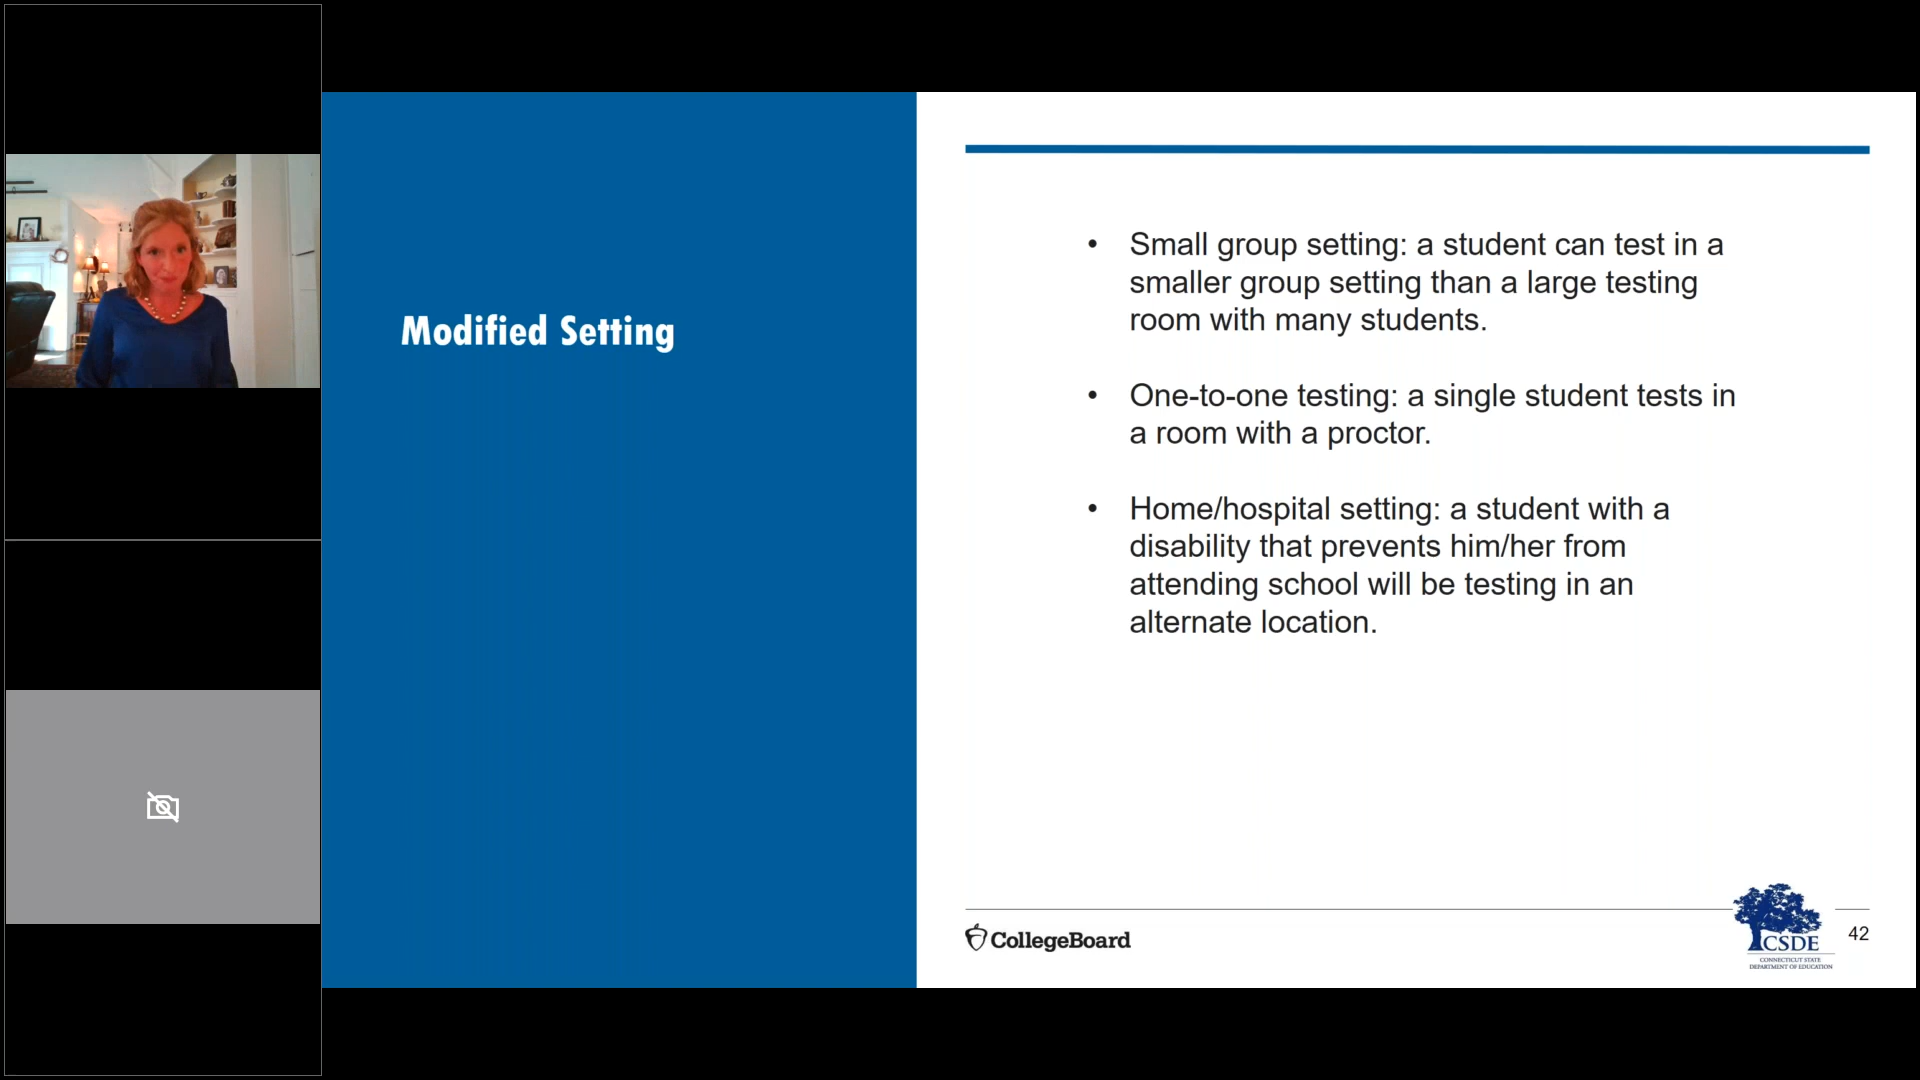 Modified Setting
• Small group setting: a student can test in a
smaller group setting than a large testing
room with many students.
• One-to-one testing: a single student tests in
a room with a proctor.
• Home/hospital setting: a student with a
disability that prevents him/her from
attending school will be testing in an
alternate location.
CollegeBoard
CSDE
CONNECTICUT STATE
DEPARTMENT OF EDUCATION
42